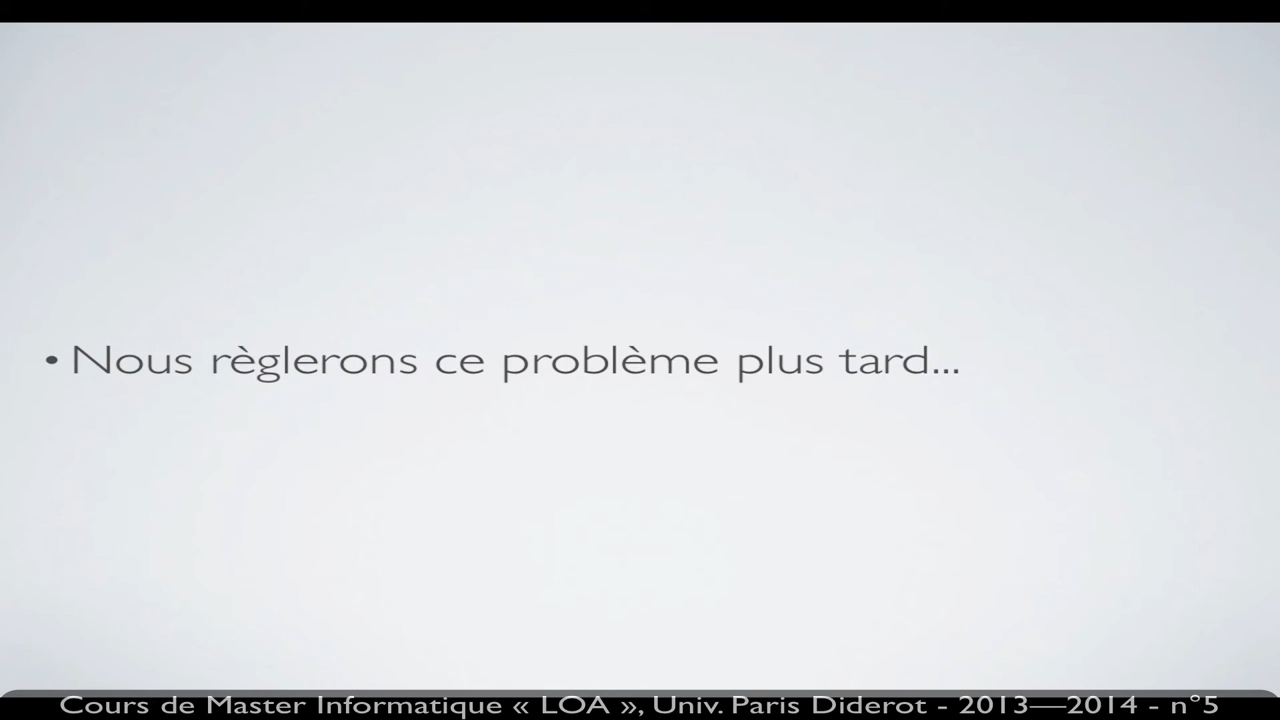 • Nous règlerons ce problème plus tard...
Cours de Master Informatique « LOA », Univ. Paris Diderot - 2013—2014 - n°5